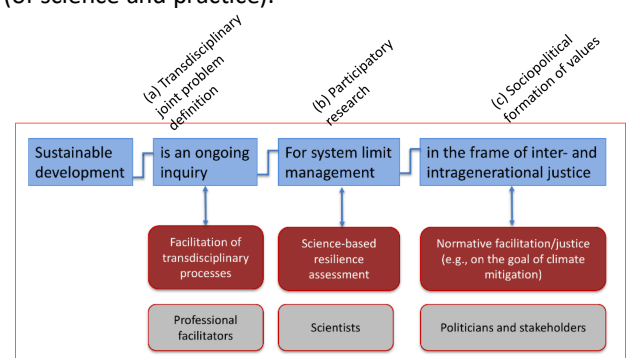 (of science and practice).
(a) Transdisciplinary
joint problem
definition
(b) Participatory
research
(c) Sociopolitical
formation of values
Sustainable
development
is an ongoing
inquiry
For system limit
management
in the frame of inter- and
intragenerational justice
Facilitation of
transdisciplinary
processes
Science-based
resilience
assessment
Normative facilitation/justice
(e.g., on the goal of climate
mitigation)
Professional
facilitators
Scientists
Politicians and stakeholders